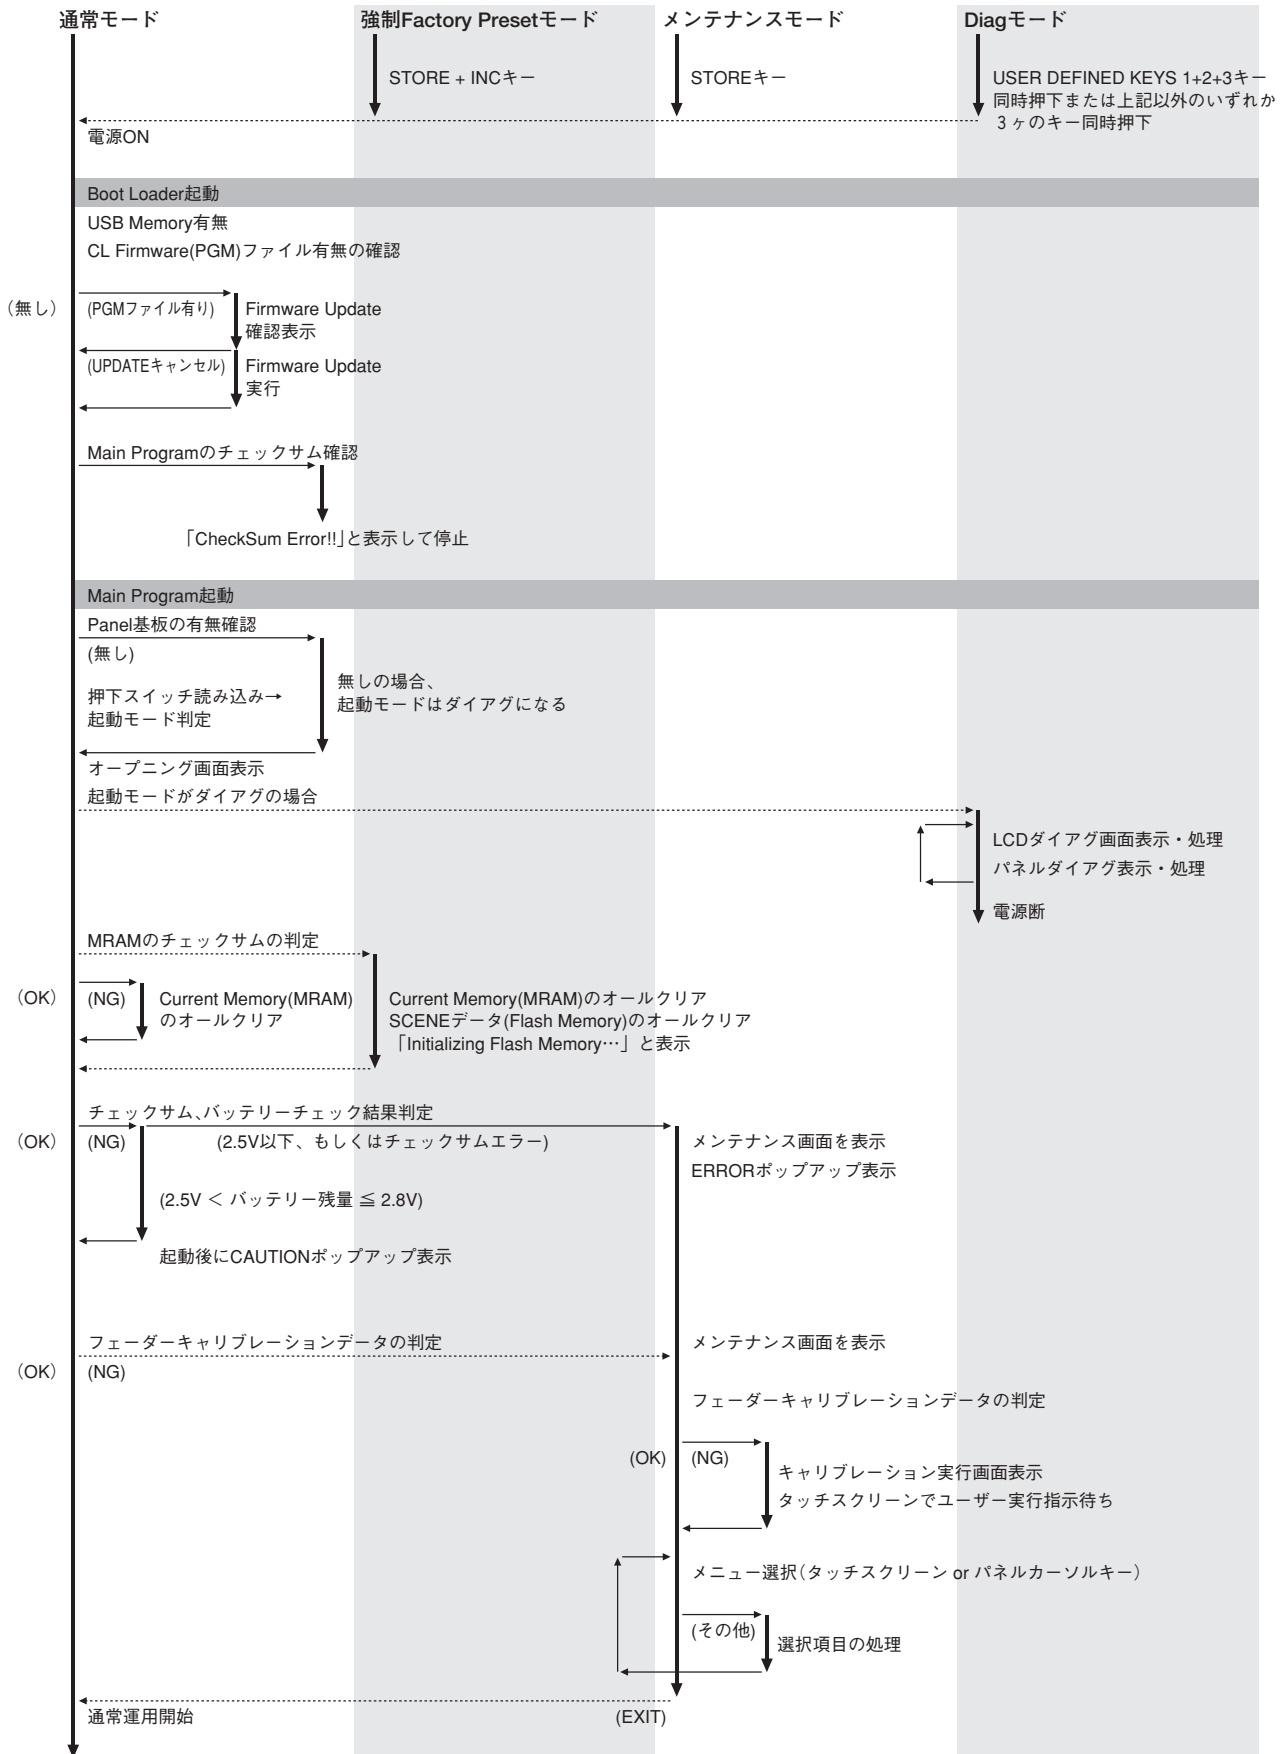 通常モード
強制Factory Presetモード
メンテナンスモード
Diagモード
STORE + INCキー
STOREキー
USER DEFINED KEYS 1+2+3キー
同時押下または上記以外のいずれか
３ヶのキー同時押下
電源ON
Boot Loader起動
USB Memory有無
CL Firmware(PGM)ファイル有無の確認
（無し）
(PGMファイル有り)
Firmware Update
確認表示
(UPDATEキャンセル)
Firmware Update
実行
Main Programのチェックサム確認
「CheckSum Error!!」と表示して停止
Main Program起動
Panel基板の有無確認
(無し)
無しの場合、
起動モードはダイアグになる
押下スイッチ読み込み→
起動モード判定
オープニング画面表示
起動モードがダイアグの場合
LCDダイアグ画面表示・処理
パネルダイアグ表示・処理
電源断
MRAMのチェックサムの判定
（OK）
(NG)
Current Memory(MRAM)
のオールクリア
Current Memory(MRAM)のオールクリア
SCENEデータ(Flash Memory)のオールクリア
「Initializing Flash Memory…」と表示
チェックサム、バッテリーチェック結果判定
（OK）
(NG)
(2.5V以下、もしくはチェックサムエラー)
メンテナンス画面を表示
ERRORポップアップ表示
(2.5V ＜ バッテリー残量 ≦ 2.8V)
起動後にCAUTIONポップアップ表示
フェーダーキャリブレーションデータの判定
メンテナンス画面を表示
（OK）
(NG)
フェーダーキャリブレーションデータの判定
(OK)
(NG)
キャリブレーション実行画面表示
タッチスクリーンでユーザー実行指示待ち
メニュー選択（タッチスクリーン or パネルカーソルキー）
(その他)
選択項目の処理
通常運用開始
(EXIT)